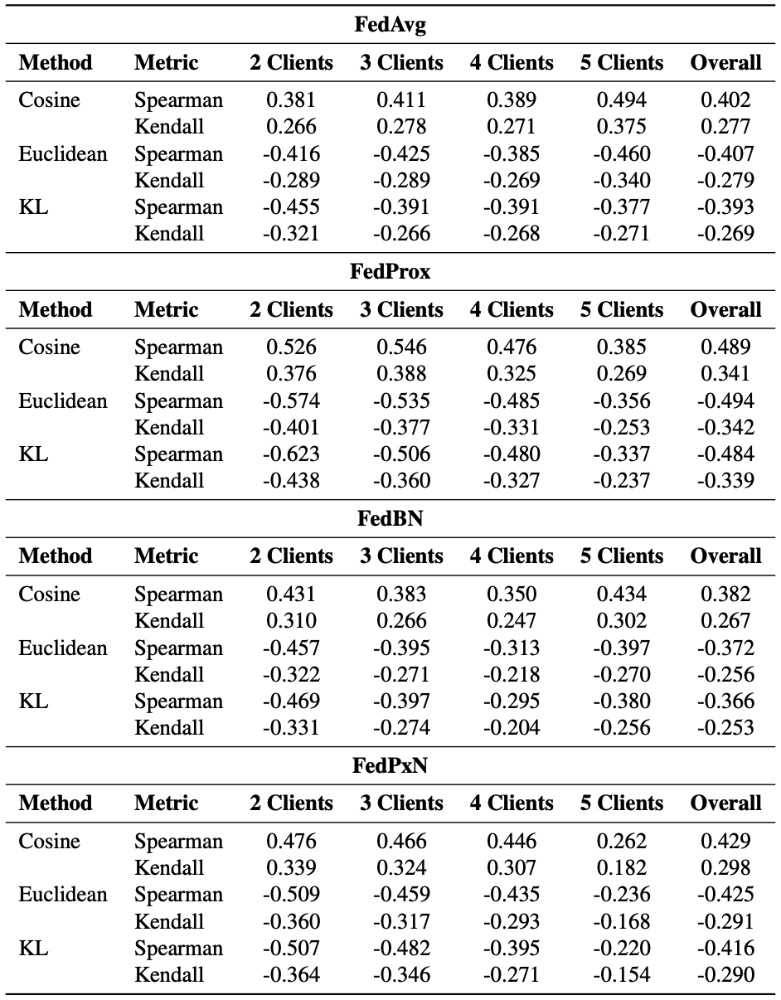 FedAvg
Method Metric 2 Clients 3 Clients 4 Clients 5 Clients Overall
Cosine Spearman 0.381 0.411 0.389 0.494 0.402
Kendall 0.266 0.278 0.271 0.375 0.277
Euclidean Spearman -0.416 -0.425 -0.385 -0.460 -0.407
Kendall -0.289 -0.289 -0.269 -0.340 -0.279
KL Spearman -0.455 -0.391 -0.391 -0.377 -0.393
Kendall -0.321 -0.266 -0.268 -0.271 -0.269
FedProx
Method Metric 2 Clients 3 Clients 4 Clients 5 Clients Overall
Cosine Spearman 0.526 0.546 0.476 0.385 0.489
Kendall 0.376 0.388 0.325 0.269 0.341
Euclidean Spearman -0.574 -0.535 -0.485 -0.356 -0.494
Kendall -0.401 -0.377 -0.331 -0.253 -0.342
KL Spearman -0.623 -0.506 -0.480 -0.337 -0.484
Kendall -0.438 -0.360 -0.327 -0.237 -0.339
FedBN
Method Metric 2 Clients 3 Clients 4 Clients 5 Clients Overall
Cosine Spearman 0.431 0.383 0.350 0.434 0.382
Kendall 0.310 0.266 0.247 0.302 0.267
Euclidean Spearman -0.457 -0.395 -0.313 -0.397 -0.372
Kendall -0.322 -0.271 -0.218 -0.270 -0.256
KL Spearman -0.469 -0.397 -0.295 -0.380 -0.366
Kendall -0.331 -0.274 -0.204 -0.256 -0.253
FedPxN
Method Metric 2 Clients 3 Clients 4 Clients 5 Clients Overall
Cosine Spearman 0.476 0.466 0.446 0.262 0.429
Kendall 0.339 0.324 0.307 0.182 0.298
Euclidean Spearman -0.509 -0.459 -0.435 -0.236 -0.425
Kendall -0.360 -0.317 -0.293 -0.168 -0.291
KL Spearman -0.507 -0.482 -0.395 -0.220 -0.416
Kendall -0.364 -0.346 -0.271 -0.154 -0.290